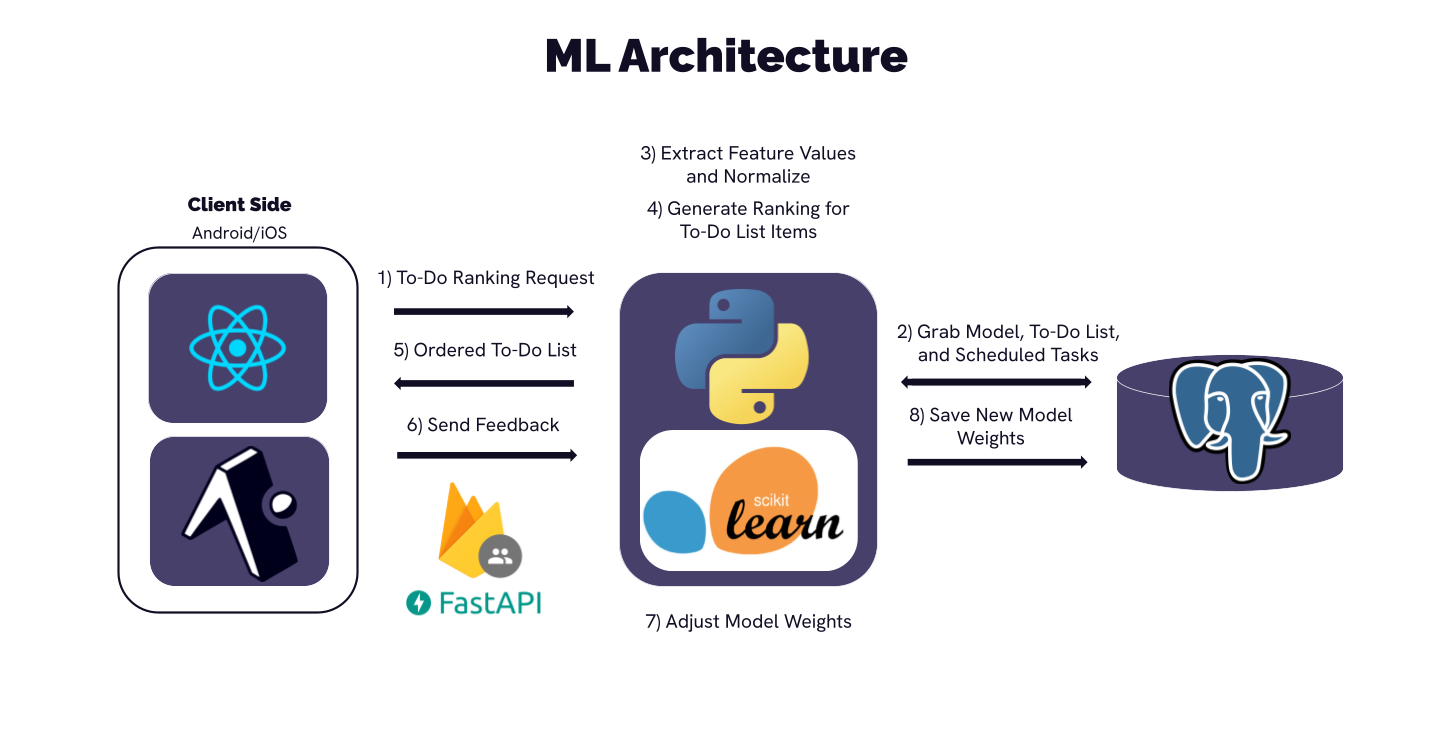 ML Architecture
3) Extract Feature Values
and Normalize
4) Generate Ranking for
To-Do List Items
Client Side
Android/iOS
1) To-Do Ranking Request
5) Ordered To-Do List
6) Send Feedback
FastAPI
scikit
learn
7) Adjust Model Weights
2) Grab Model, To-Do List,
and Scheduled Tasks
8) Save New Model
Weights